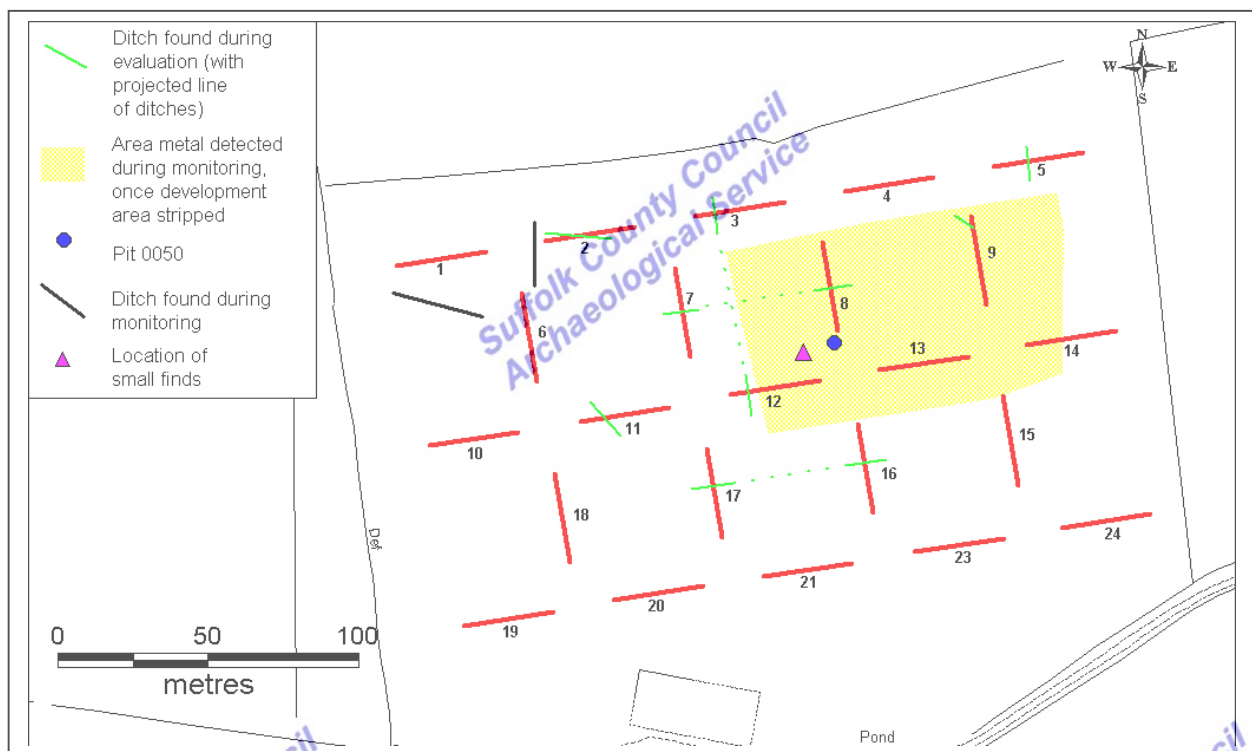 Ditch found during
evaluation (with
projected line
of ditches)
Area metal detected
during monitoring,
once development
area stripped
Pit 0050
Ditch found during
monitoring
Location of
small finds
N
W E
S
Suffolk County Council
Archaeological Service
5
4
3
2
1
9
8
7
6
13
14
12
11
10
15
16
17
18
24
23
21
20
19
Def
0 50 100
metres
Pond
Council